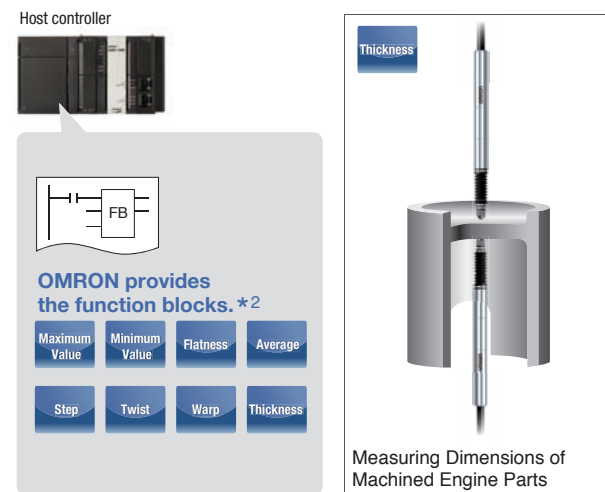 Host controller
FB
OMRON provides
the function blocks.*2
Maximum
Value
Minimum
Value
Flatness
Average
Step
Twist
Warp
Thickness
Thickness
Measuring Dimensions of
Machined Engine Parts